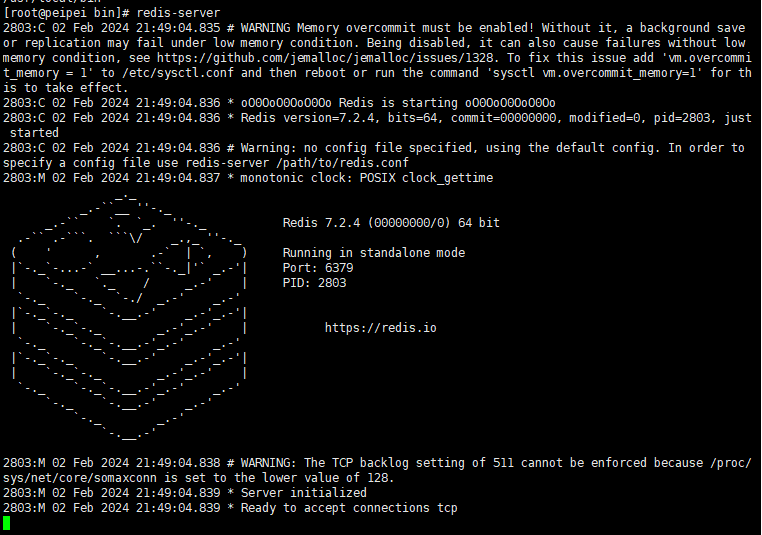 [root@peipei bin]# redis-server
2803:C 02 Feb 2024 21:49:04.835 # WARNING Memory overcommit must be enabled! Without it, a background save
or replication may fail under low memory condition. Being disabled, it can also cause failures without low
memory condition, see https://github.com/jemalloc/jemalloc/issues/1328. To fix this issue add 'vm.overcommi
t_memory = 1' to /etc/sysctl.conf and then reboot or run the command 'sysctl vm.overcommit_memory=1' for th
is to take effect.
2803:C 02 Feb 2024 21:49:04.836 * oO0OoO0OoO0Oo Redis is starting oO0OoO0OoO0Oo
2803:C 02 Feb 2024 21:49:04.836 * Redis version=7.2.4, bits=64, commit=00000000, modified=0, pid=2803, just
started
2803:C 02 Feb 2024 21:49:04.836 # Warning: no config file specified, using the default config. In order to
specify a config file use redis-server /path/to/redis.conf
2803:M 02 Feb 2024 21:49:04.837 * monotonic clock: POSIX clock_gettime
Redis 7.2.4 (00000000/0) 64 bit
Running in standalone mode
Port: 6379
PID: 2803
https://redis.io
2803:M 02 Feb 2024 21:49:04.838 # WARNING: The TCP backlog setting of 511 cannot be enforced because /proc/
sys/net/core/somaxconn is set to the lower value of 128.
2803:M 02 Feb 2024 21:49:04.839 * Server initialized
2803:M 02 Feb 2024 21:49:04.839 * Ready to accept connections tcp